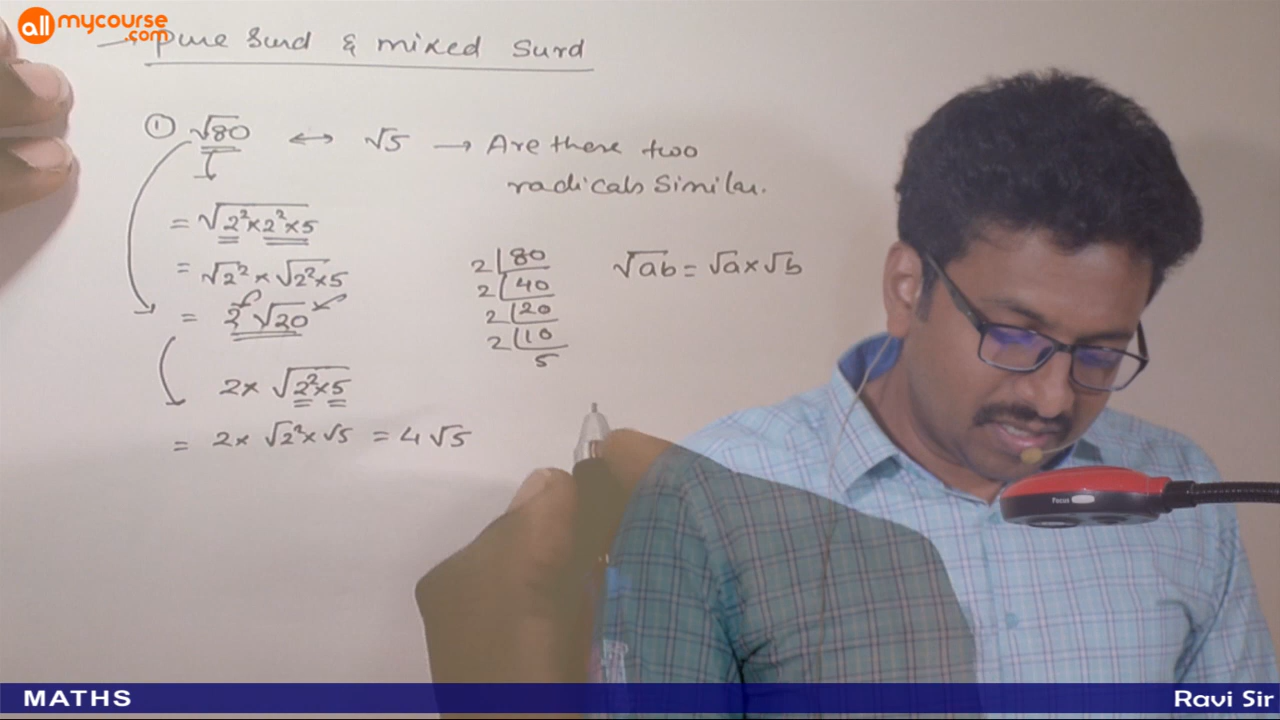 all mycourse
.com
→ Pure Surd & mixed Surd
① √80 ↔ √5 → Are these two
radicals Similar.
= √2²×2²×5
= √2² × √2²×5
= 2√20
2 × √2²×5
= 2× √2²× √5 = 4√5
2 | 80
2 | 40
2 | 20
2 | 10
5
√ab = √a×√b
Focus
MATHS
Ravi Sir